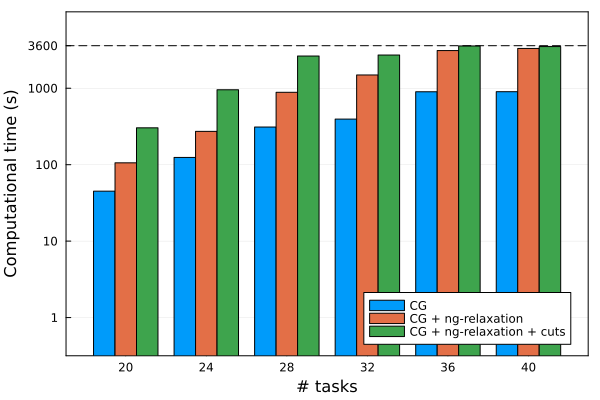 Computational time (s)
3600
1000
100
10
1
CG
CG + ng-relaxation
CG + ng-relaxation + cuts
20 24 28 32 36 40
# tasks